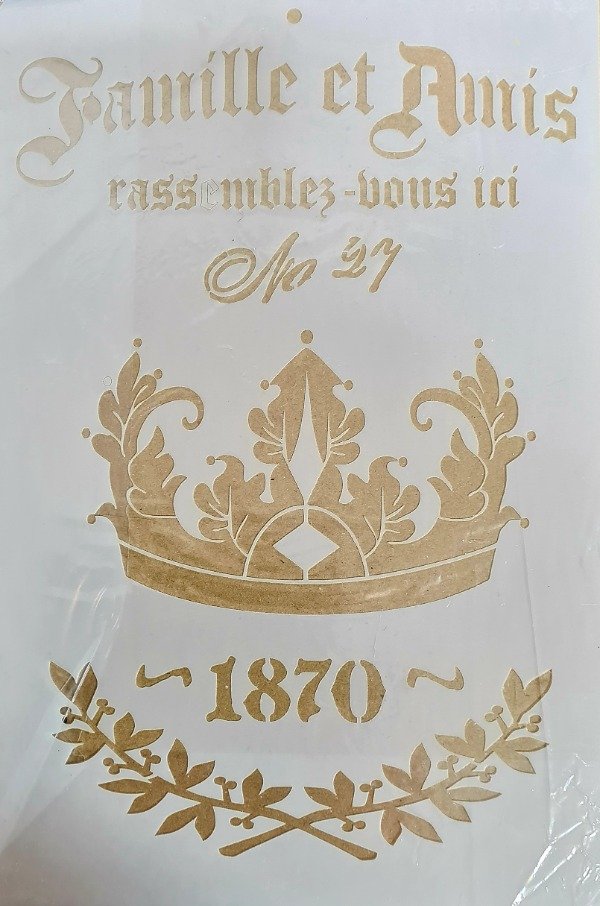 Famille et Amis
rassemblez-vous ici
No 27
~ 1870 ~